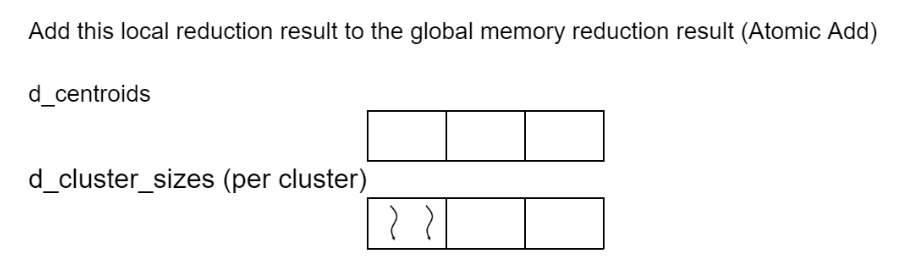 Add this local reduction result to the global memory reduction result (Atomic Add)
d_centroids
d_cluster_sizes (per cluster)